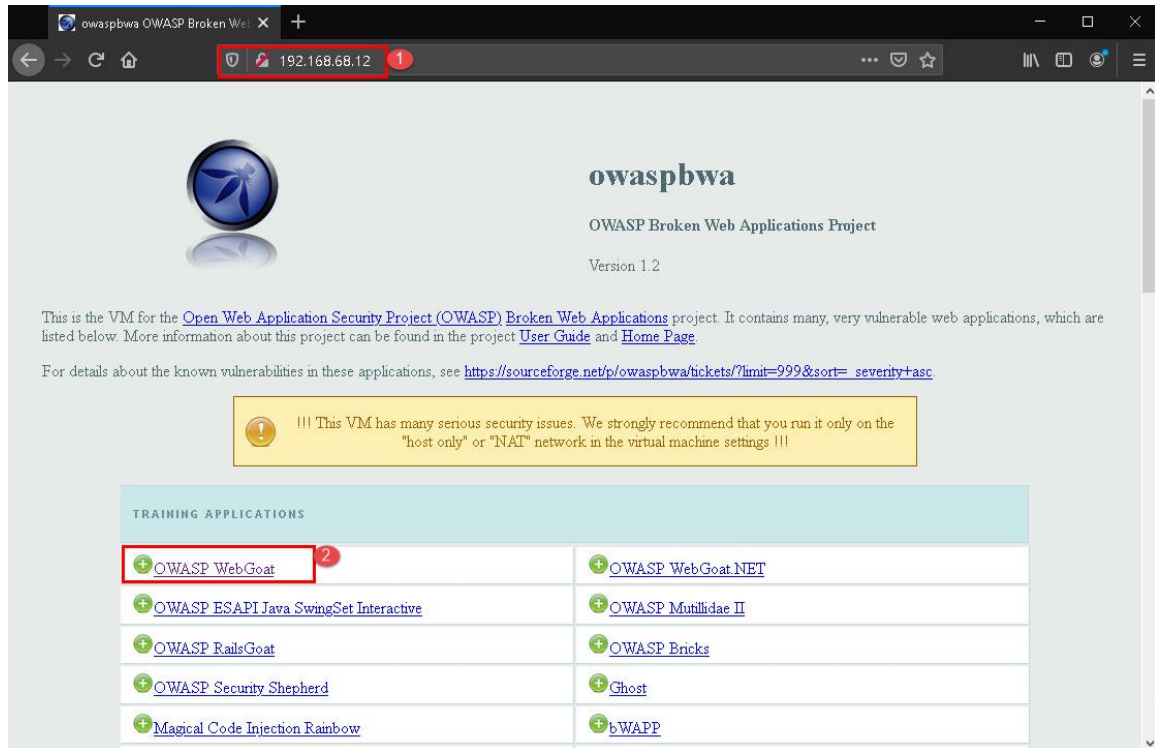 owaspbwa OWASP Broken Wel
192.168.68.12
1
owaspbwa
OWASP Broken Web Applications Project
Version 1.2
This is the VM for the Open Web Application Security Project (OWASP) Broken Web Applications project. It contains many, very vulnerable web applications, which are
listed below. More information about this project can be found in the project User Guide and Home Page.
For details about the known vulnerabilities in these applications, see https://sourceforge.net/p/owaspbwa/tickets/?limit=999&sort=_severity+asc.
!!! This VM has many serious security issues. We strongly recommend that you run it only on the
"host only" or "NAT" network in the virtual machine settings !!!
TRAINING APPLICATIONS
OWASP WebGoat
2
OWASP WebGoat.NET
OWASP ESAPI Java SwingSet Interactive
OWASP Mutillidae II
OWASP RailsGoat
OWASP Bricks
OWASP Security Shepherd
Ghost
Magical Code Injection Rainbow
bWAPP